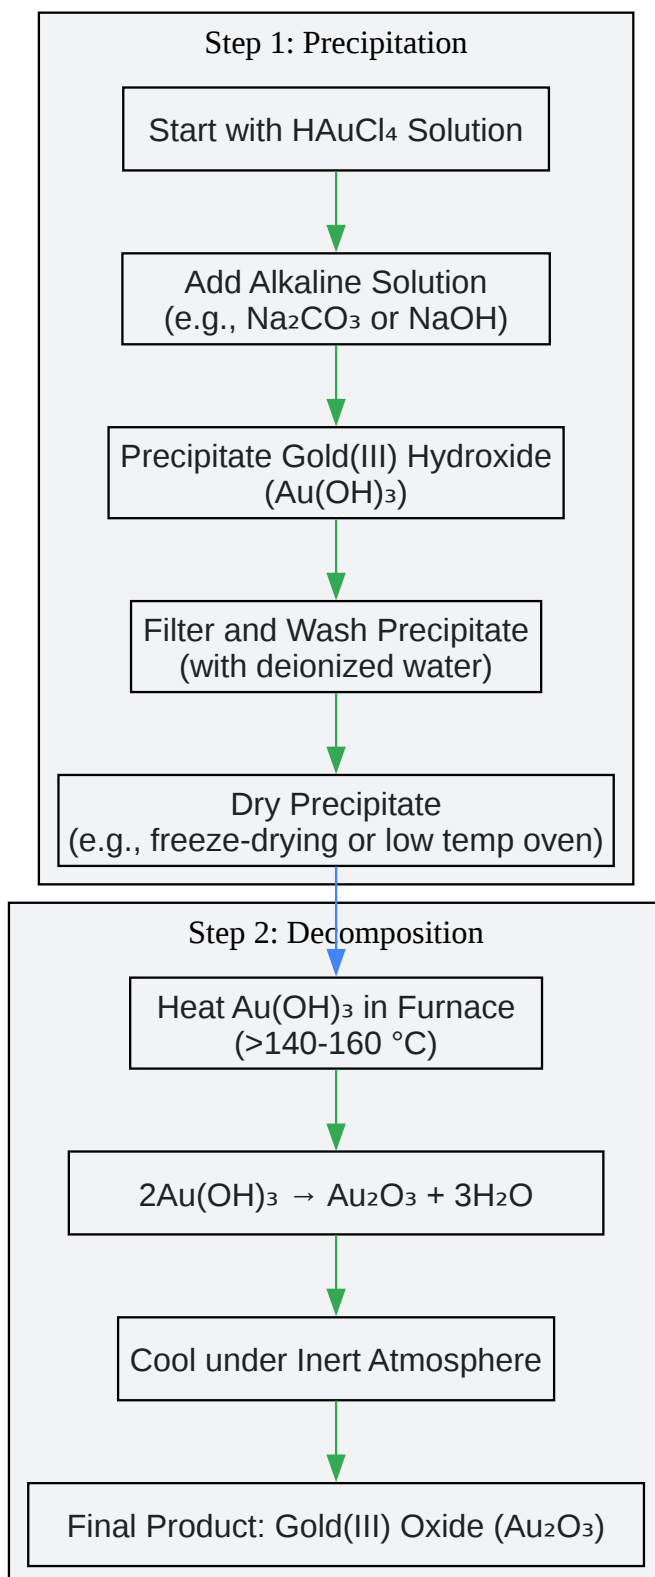 Step 1: Precipitation
Start with HAuCl₄ Solution
Add Alkaline Solution
(e.g., Na₂CO₃ or NaOH)
Precipitate Gold(III) Hydroxide
(Au(OH)₃)
Filter and Wash Precipitate
(with deionized water)
Dry Precipitate
(e.g., freeze-drying or low temp oven)
Step 2: Decomposition
Heat Au(OH)₃ in Furnace
(>140-160 °C)
2Au(OH)₃ → Au₂O₃ + 3H₂O
Cool under Inert Atmosphere
Final Product: Gold(III) Oxide (Au₂O₃)